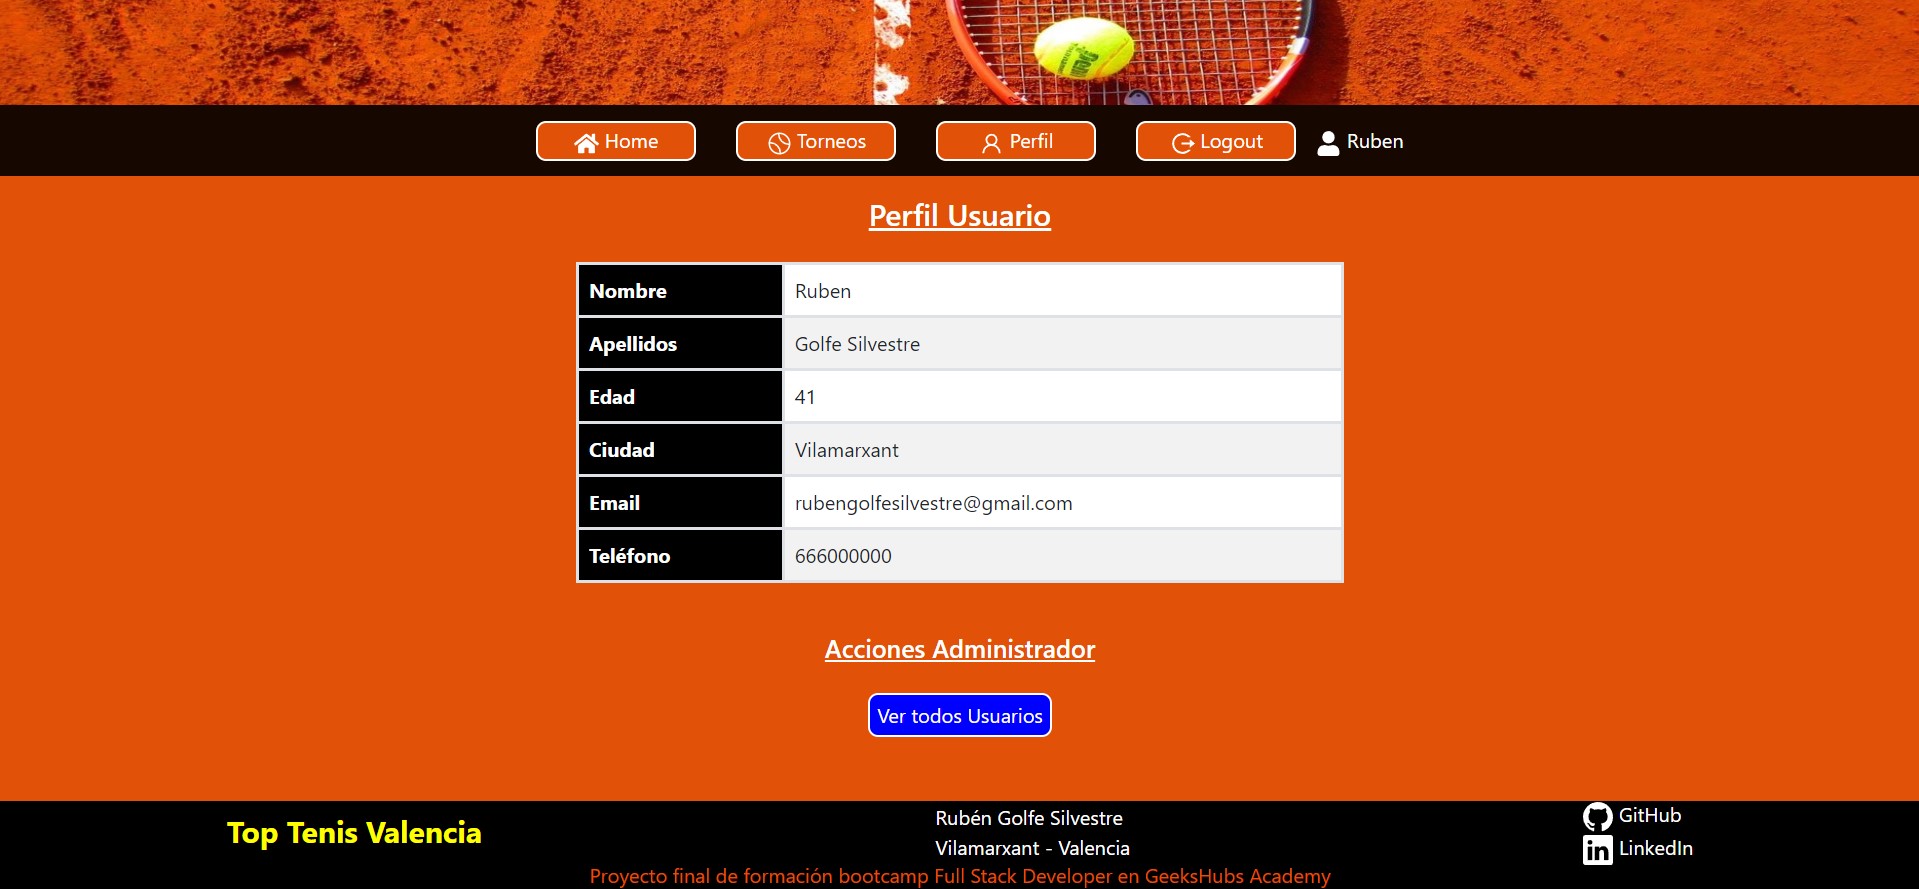 Penn
Home Torneos Perfil Logout Ruben
Perfil Usuario
Nombre Ruben
Apellidos Golfe Silvestre
Edad 41
Ciudad Vilamarxant
Email rubengolfesilvestre@gmail.com
Teléfono 666000000
Acciones Administrador
Ver todos Usuarios
Top Tenis Valencia
Rubén Golfe Silvestre
Vilamarxant - Valencia
GitHub
LinkedIn
Proyecto final de formación bootcamp Full Stack Developer en GeeksHubs Academy